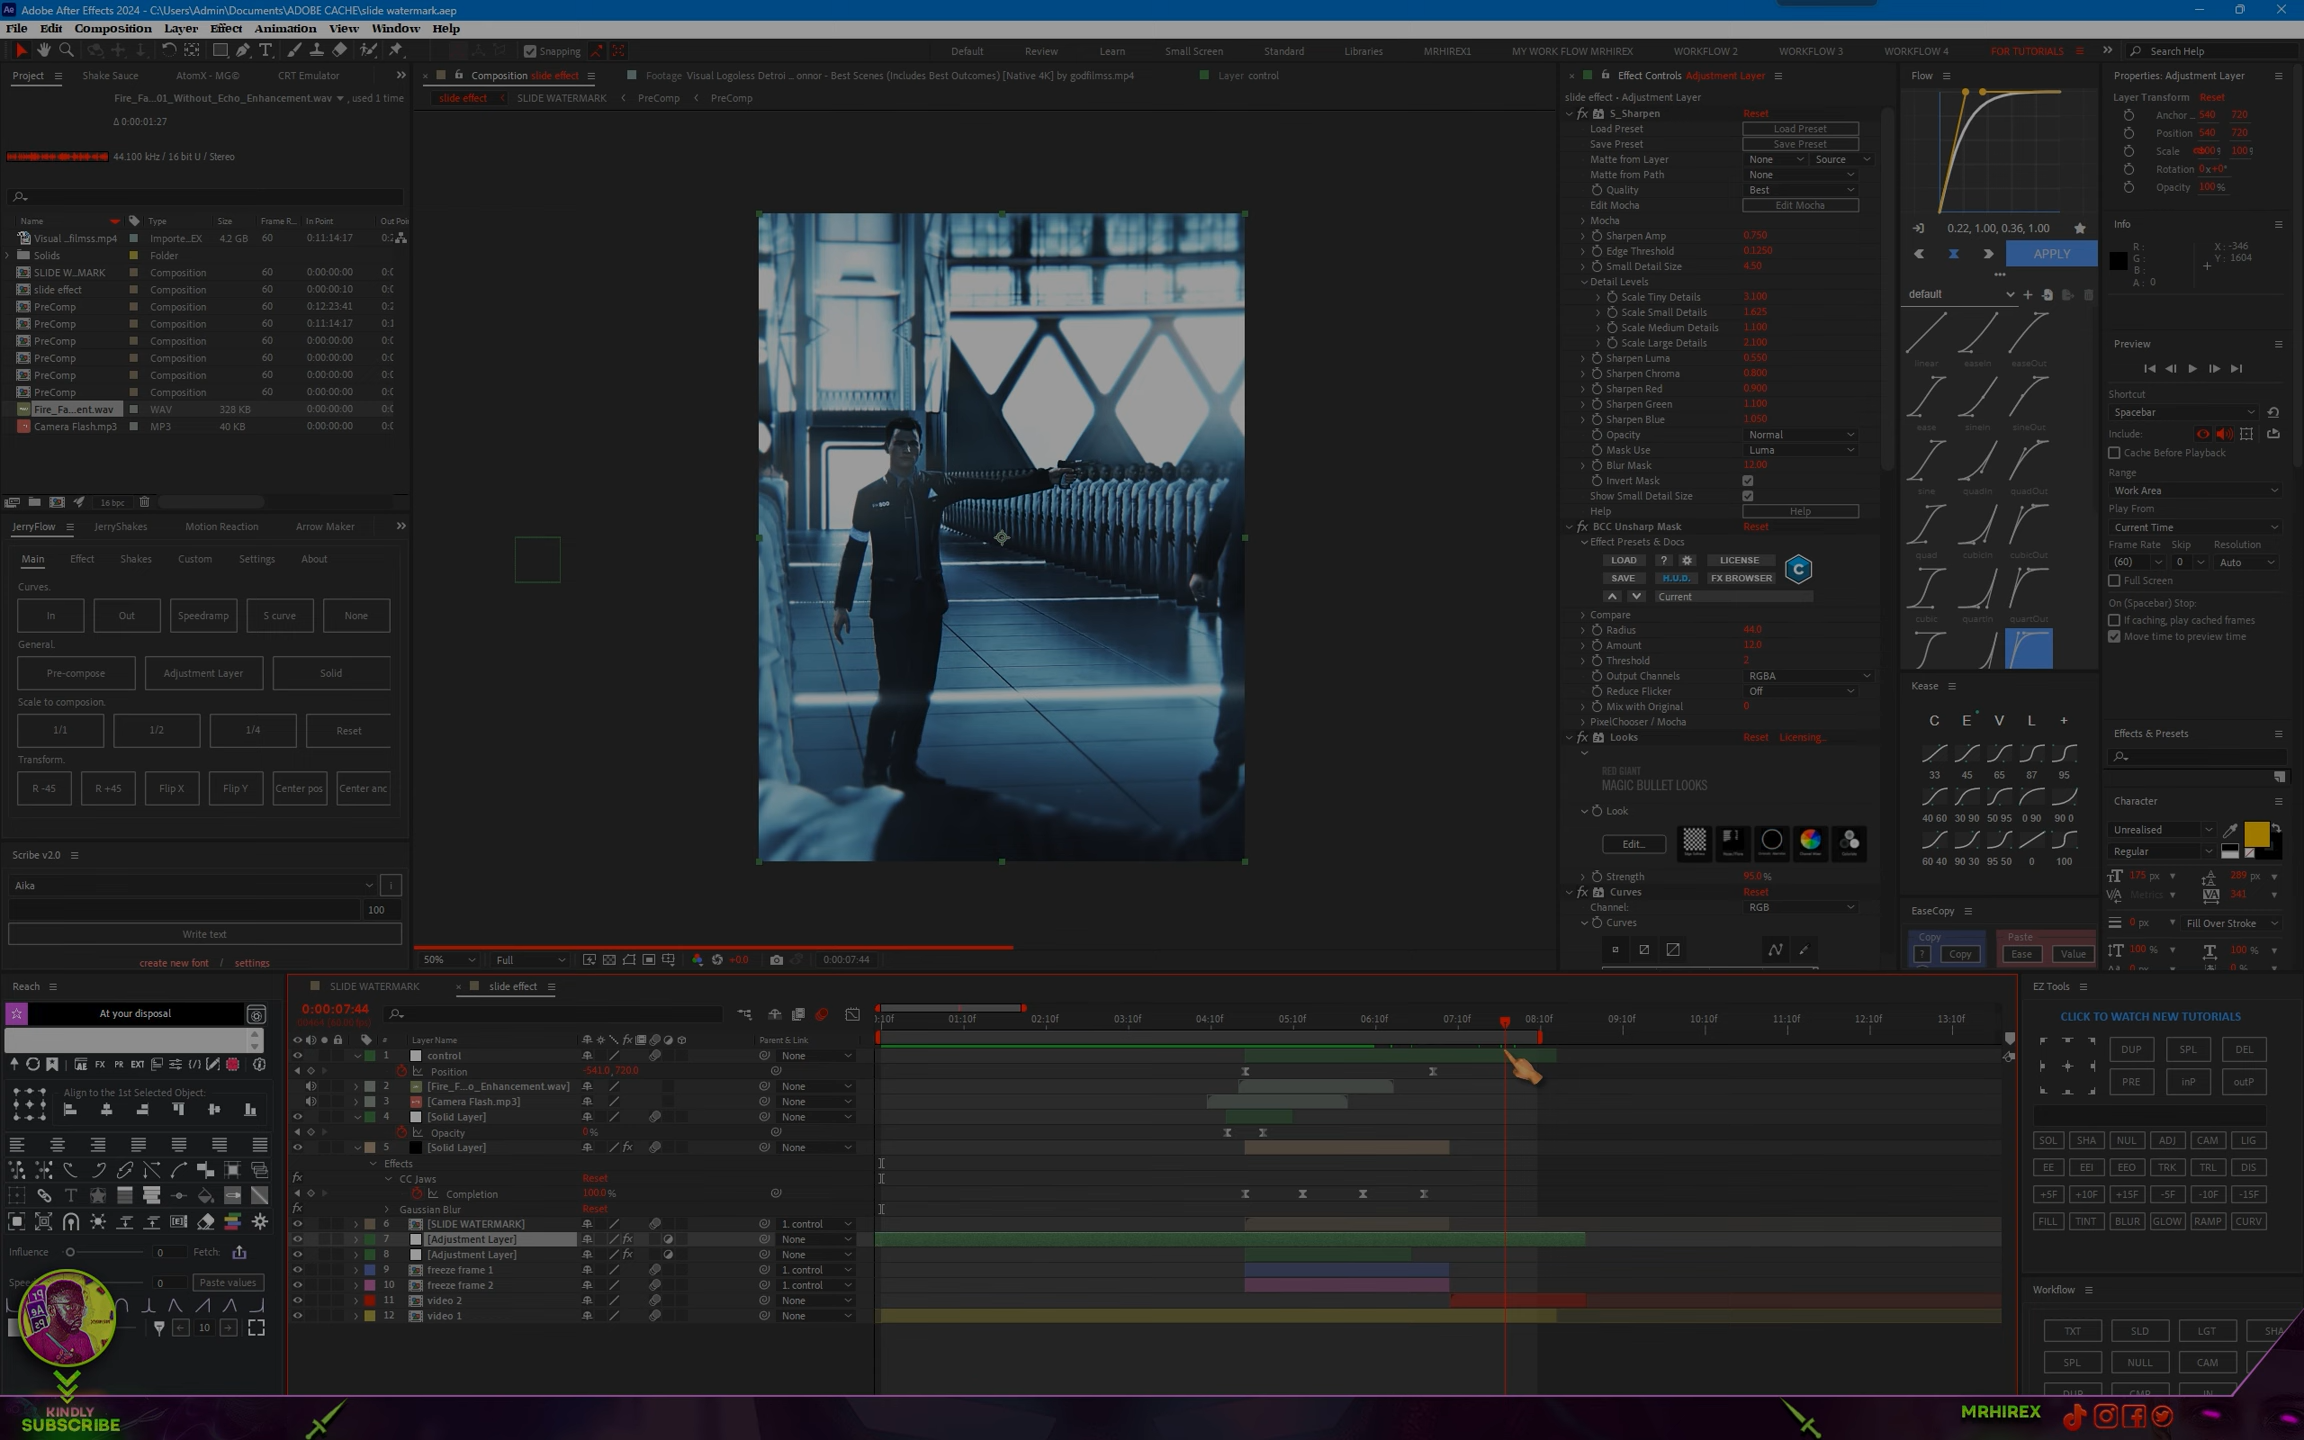 Adobe After Effects 2024 - C:\Users\Admin\Documents\ADOBE CACHE\slide watermark.aep
File Edit Composition Layer Effect Animation View Window Help
Snapping
Default Review Learn Small Screen Standard Libraries MRHIREX1 MY WORK FLOW MRHIREX WORKFLOW 2 WORKFLOW 3 WORKFLOW 4 FOR TUTORIALS Search Help
Project Shake Sauce AtomX - MG© CRT Emulator
Fire_Fa...01_Without_Echo_Enhancement.wav , used 1 time
Δ 0:00:01:27
44.100 kHz / 16 bit U / Stereo
Name Type Size Frame R... In Point Out Poi
Visual ..filmss.mp4 Importe...EX 4.2 GB 60 0:11:14:17
Solids Folder
SLIDE W...MARK Composition 60 0:00:00:00
slide effect Composition 60 0:00:00:10
PreComp Composition 60 0:12:23:41
PreComp Composition 60 0:11:14:17
PreComp Composition 60 0:00:00:00
PreComp Composition 60 0:00:00:00
PreComp Composition 60 0:00:00:00
PreComp Composition 60 0:00:00:00
Fire_Fa...ent.wav WAV 328 KB 0:00:00:00
Camera Flash.mp3 MP3 40 KB 0:00:00:00
16 bpc
JerryFlow JerryShakes Motion Reaction Arrow Maker
Main Effect Shakes Custom Settings About
Curves.
In Out Speedramp S curve None
General.
Pre-compose Adjustment Layer Solid
Scale to composion.
1/1 1/2 1/4 Reset
Transform.
R -45 R +45 Flip X Flip Y Center pos Center anc
Scribe v2.0
Aika
100
Write text
create new font / settings
Composition slide effect
Footage Visual Logoless Detroi ... onnor - Best Scenes (Includes Best Outcomes) [Native 4K] by godfilmss.mp4
Layer control
slide effect SLIDE WATERMARK PreComp PreComp
50% Full +0.0 0:00:07:44
Effect Controls Adjustment Layer
slide effect • Adjustment Layer
S_Sharpen Reset
Load Preset Load Preset
Save Preset Save Preset
Matte from Layer None Source
Matte from Path None
Quality Best
Edit Mocha Edit Mocha
Mocha
Sharpen Amp 0.750
Edge Threshold 0.1250
Small Detail Size 4.50
Detail Levels
Scale Tiny Details 3.100
Scale Small Details 1.625
Scale Medium Details 1.100
Scale Large Details 2.100
Sharpen Luma 0.550
Sharpen Chroma 0.800
Sharpen Red 0.900
Sharpen Green 1.100
Sharpen Blue 1.050
Opacity Normal
Mask Use Luma
Blur Mask 12.00
Invert Mask
Show Small Detail Size
Help Help
BCC Unsharp Mask Reset
Effect Presets & Docs
LOAD ? LICENSE
SAVE H.U.D. FX BROWSER
Current
Compare
Radius 44.0
Amount 12.0
Threshold 2
Output Channels RGBA
Reduce Flicker Off
Mix with Original 0
PixelChooser / Mocha
Looks Reset Licensing...
RED GIANT
MAGIC BULLET LOOKS
Look
Edit...
Strength 95.0 %
Curves Reset
Channel: RGB
Curves
Flow
0.22, 1.00, 0.36, 1.00
APPLY
default
linear easeIn easeOut
ease sineIn sineOut
sine quadIn quadOut
quad cubicIn cubicOut
cubic quartIn quartOut
Kease
C E V L +
33 45 65 87 95
40 60 30 90 50 95 0 90 90 0
60 40 90 30 95 50 0 100
EaseCopy
Copy Paste
? Copy Ease Value
Properties: Adjustment Layer
Layer Transform Reset
Anchor ... 540 720
Position 540 720
Scale 100 % 100 %
Rotation 0x+0°
Opacity 100 %
Info
R : X : -346
G : Y : 1604
B :
A : 0
Preview
Shortcut
Spacebar
Include:
Cache Before Playback
Range
Work Area
Play From
Current Time
Frame Rate Skip Resolution
(60) 0 Auto
Full Screen
On (Spacebar) Stop:
If caching, play cached frames
Move time to preview time
Effects & Presets
Character
Unrealised
Regular
175 px 289 px
Metrics 341
0 px Fill Over Stroke
100 % 100 %
Reach
At your disposal
FX PR EXT
Align to the 1st Selected Object:
Influence 0 Fetch:
0 Paste values
10
SLIDE WATERMARK slide effect
0:00:07:44
01:10f 02:10f 03:10f 04:10f 05:10f 06:10f 07:10f 08:10f 09:10f 10:10f 11:10f 12:10f 13:10f
# Layer Name Parent & Link
1 control None
Position -541.0, 720.0
2 [Fire_F...o_Enhancement.wav] None
3 [Camera Flash.mp3] None
4 [Solid Layer] None
Opacity 0 %
5 [Solid Layer] None
Effects
CC Jaws Reset
Completion 100.0 %
Gaussian Blur Reset
6 [SLIDE WATERMARK] 1. control
7 [Adjustment Layer] None
8 [Adjustment Layer] None
9 freeze frame 1 1. control
10 freeze frame 2 1. control
11 video 2 None
12 video 1 None
EZ Tools
CLICK TO WATCH NEW TUTORIALS
DUP SPL DEL
PRE inP outP
SOL SHA NUL ADJ CAM LIG
EE EEI EEO TRK TRL DIS
+5F +10F +15F -5F -10F -15F
FILL TINT BLUR GLOW RAMP CURV
Workflow
TXT SLD LGT SHA
SPL NULL CAM
KINDLY
SUBSCRIBE
MRHIREX